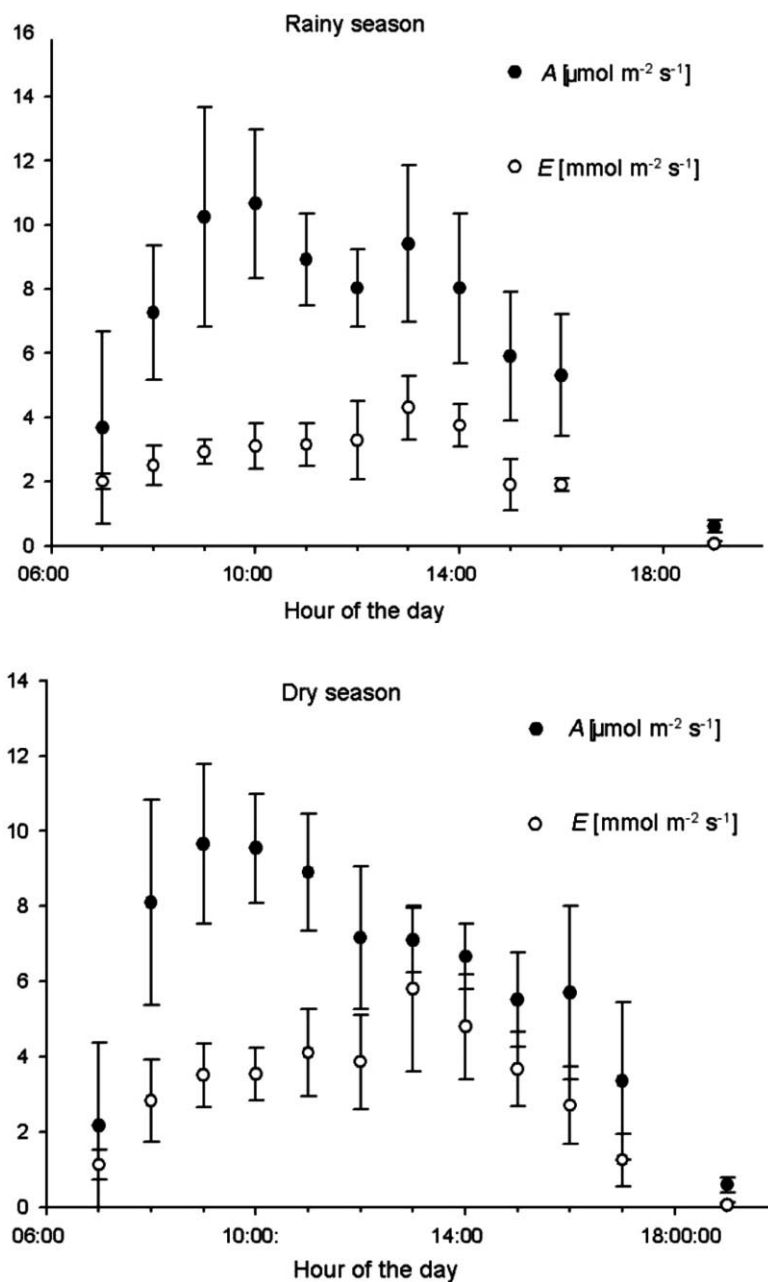 Rainy season
16
A [µmol m-2 s-1]
14
12
E [mmol m-2 s-1]
10
8
6
4
2
0
06:00 10:00 14:00 18:00
Hour of the day
14
Dry season
A [µmol m-2 s-1]
12
E [mmol m-2 s-1]
10
8
6
4
2
0
06:00 10:00: 14:00 18:00:00
Hour of the day